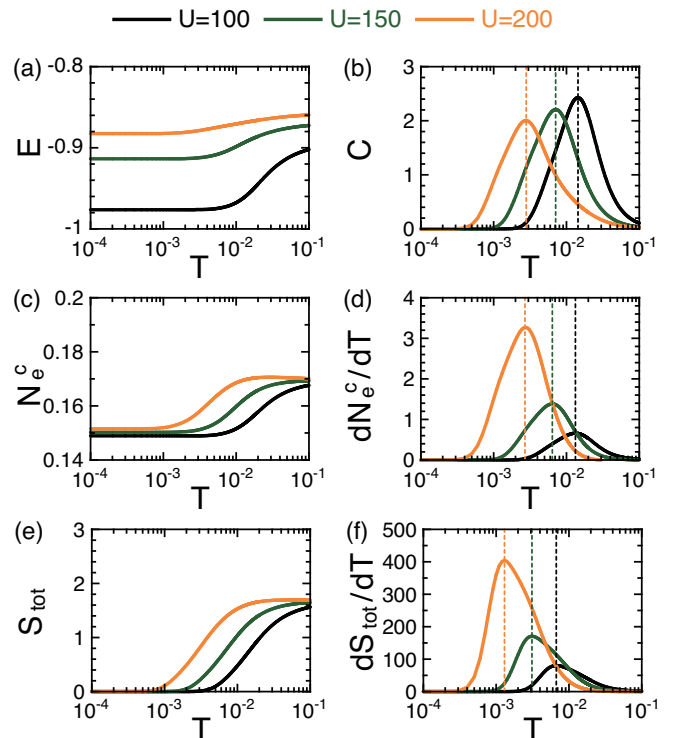 U=100 U=150 U=200
(a) (b)
-0.8 -0.9 -1
E
10^-4 10^-3 10^-2 10^-1
T
3 2 1 0
C
10^-4 10^-3 10^-2 10^-1
T
(c) (d)
0.2 0.18 0.16 0.14
N_e^c
10^-4 10^-3 10^-2 10^-1
T
4 3 2 1 0
dN_e^c/dT
10^-4 10^-3 10^-2 10^-1
T
(e) (f)
3 2 1 0
S_tot
10^-4 10^-3 10^-2 10^-1
T
500 400 300 200 100 0
dS_tot/dT
10^-4 10^-3 10^-2 10^-1
T